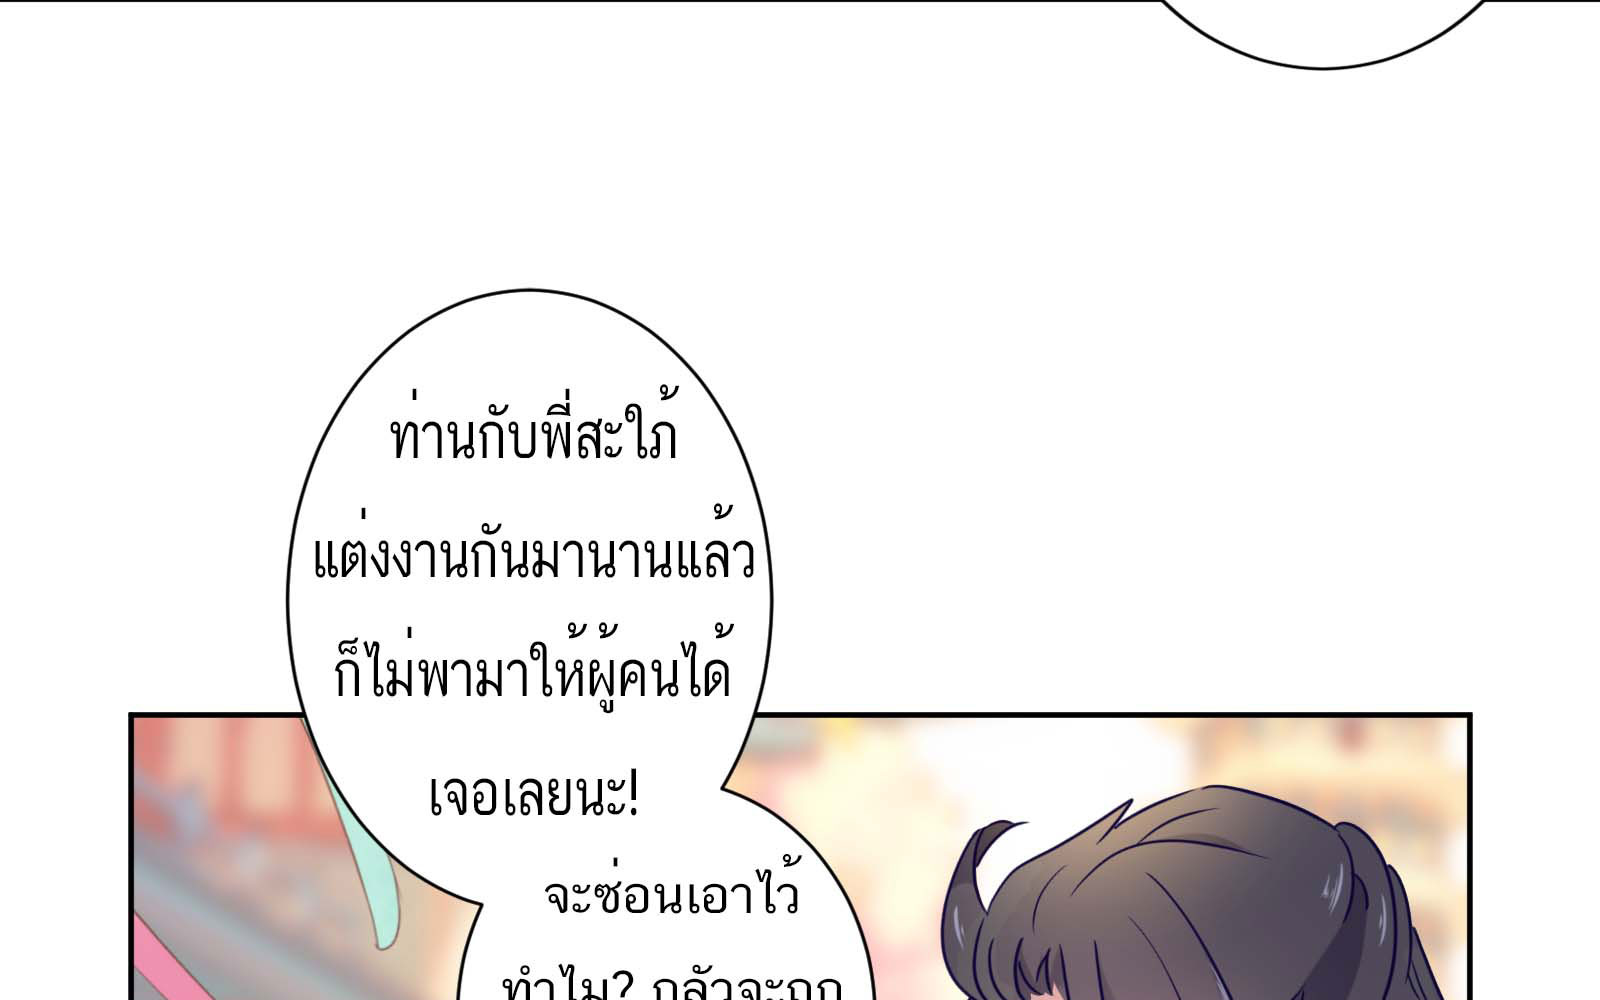 ท่านกับพี่สะใภ้
แต่งงานกันมานานแล้ว
ก็ไม่พามาให้ผู้คนได้
เจอเลยนะ!
จะซ่อนเอาไว้
ทำไม? กลัวจะถูก